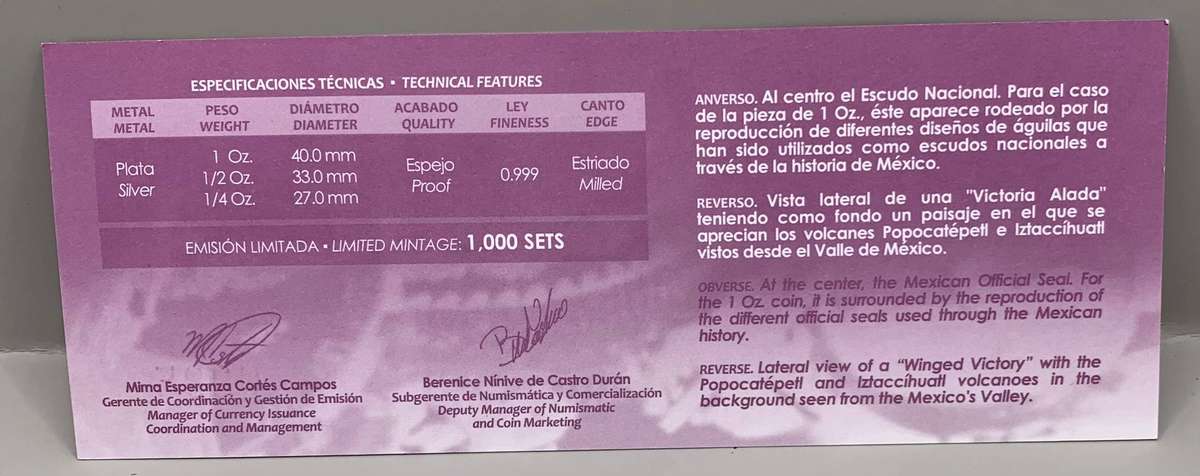 ESPECIFICACIONES TÉCNICAS ▪ TECHNICAL FEATURES
METAL PESO DIÁMETRO ACABADO LEY CANTO
METAL WEIGHT DIAMETER QUALITY FINENESS EDGE
Plata Silver
1 Oz. 40.0 mm
1/2 Oz. 33.0 mm
1/4 Oz. 27.0 mm
Espejo Proof
0.999
Estriado Milled
EMISIÓN LIMITADA ▪ LIMITED MINTAGE: 1,000 SETS
Mirna Esperanza Cortés Campos
Gerente de Coordinación y Gestión de Emisión
Manager of Currency Issuance
Coordination and Management
Berenice Nínive de Castro Durán
Subgerente de Numismática y Comercialización
Deputy Manager of Numismatic
and Coin Marketing
ANVERSO. Al centro el Escudo Nacional. Para el caso
de la pieza de 1 Oz., éste aparece rodeado por la
reproducción de diferentes diseños de águilas que
han sido utilizados como escudos nacionales a
través de la historia de México.
REVERSO. Vista lateral de una "Victoria Alada"
teniendo como fondo un paisaje en el que se
aprecian los volcanes Popocatépetl e Iztaccíhuatl
vistos desde el Valle de México.
OBVERSE. At the center, the Mexican Official Seal. For
the 1 Oz. coin, it is surrounded by the reproduction of
the different official seals used through the Mexican
history.
REVERSE. Lateral view of a “Winged Victory” with the
Popocatépetl and Iztaccíhuatl volcanoes in the
background seen from the Mexico's Valley.